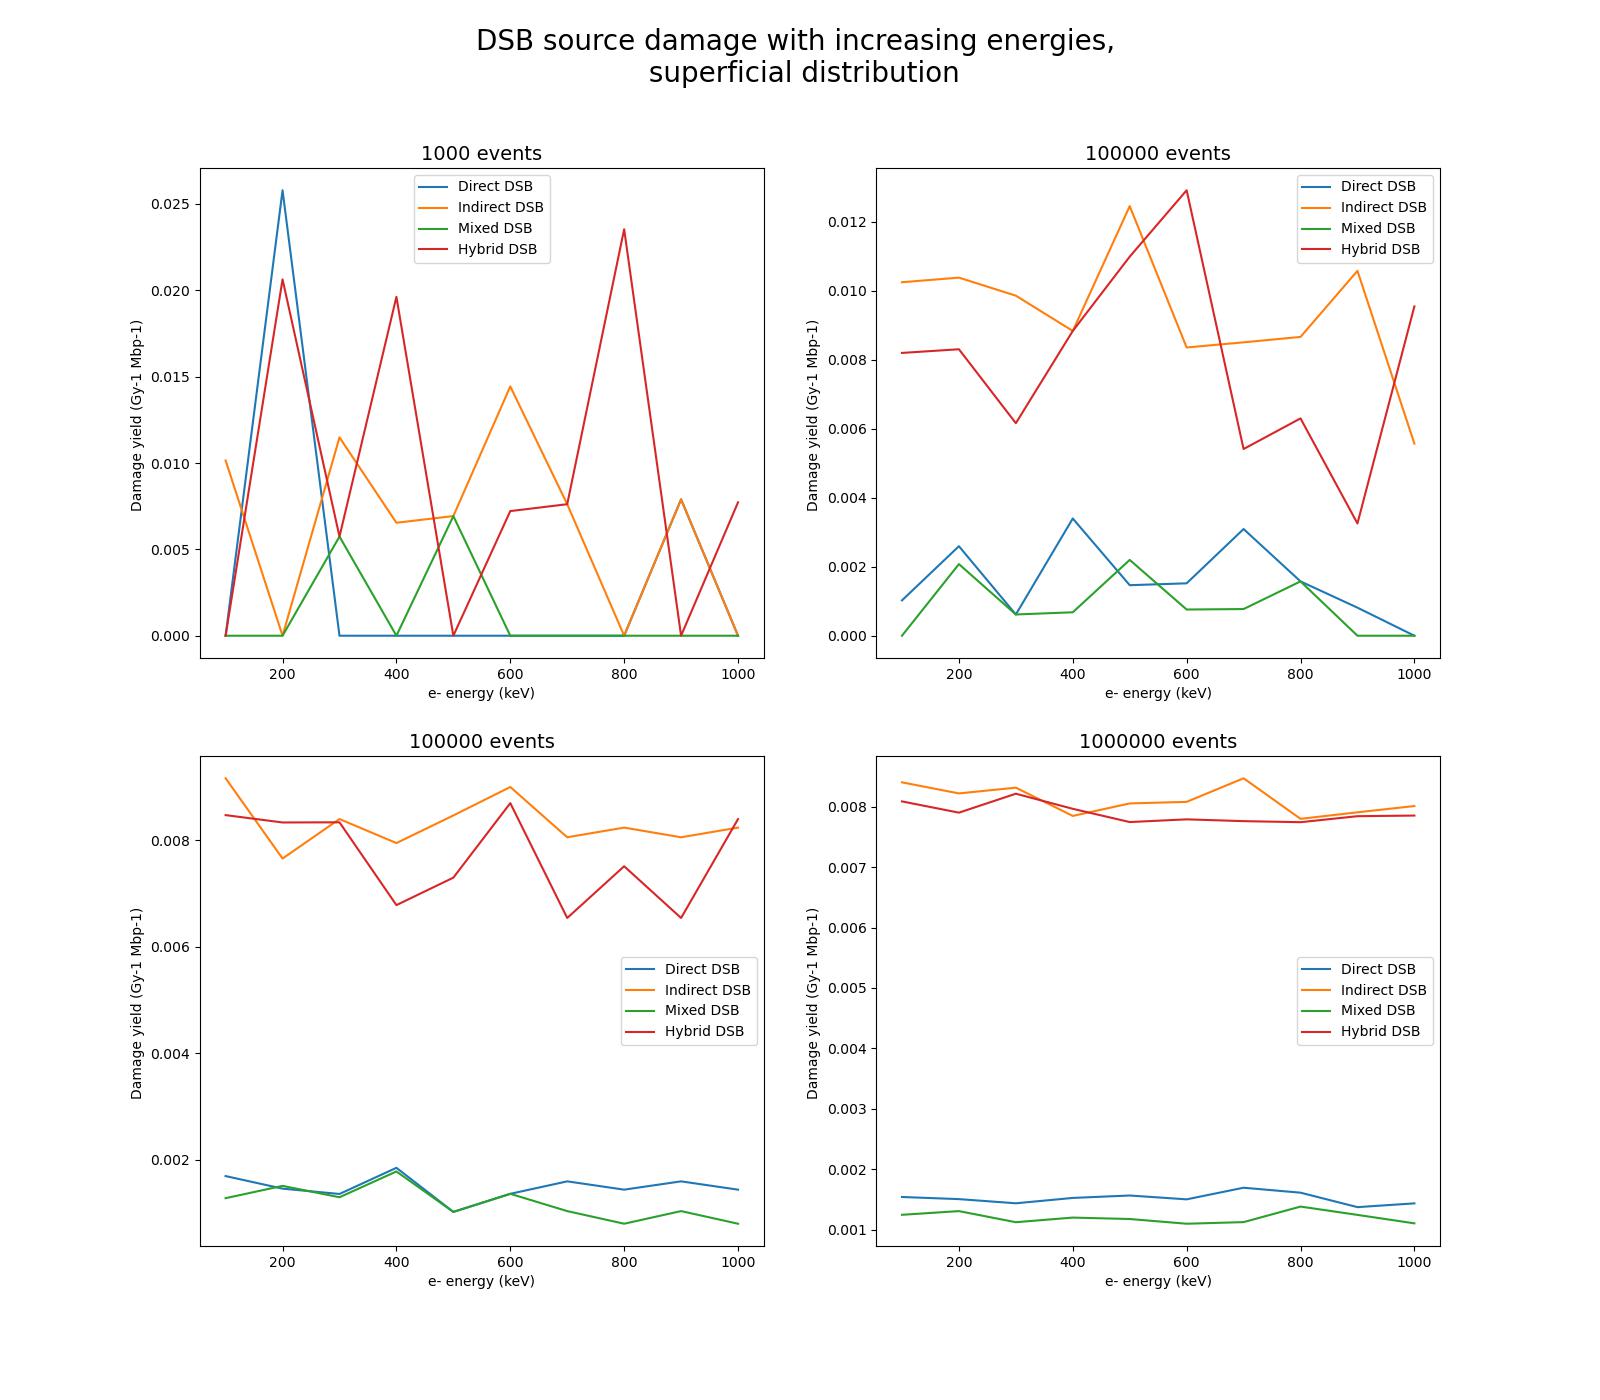 DSB source damage with increasing energies,
superficial distribution
1000 events
Damage yield (Gy-1 Mbp-1)
0.025
0.020
0.015
0.010
0.005
0.000
Direct DSB
Indirect DSB
Mixed DSB
Hybrid DSB
200 400 600 800 1000
e- energy (keV)
100000 events
Damage yield (Gy-1 Mbp-1)
0.012
0.010
0.008
0.006
0.004
0.002
0.000
Direct DSB
Indirect DSB
Mixed DSB
Hybrid DSB
200 400 600 800 1000
e- energy (keV)
100000 events
Damage yield (Gy-1 Mbp-1)
0.008
0.006
0.004
0.002
Direct DSB
Indirect DSB
Mixed DSB
Hybrid DSB
200 400 600 800 1000
e- energy (keV)
1000000 events
Damage yield (Gy-1 Mbp-1)
0.008
0.007
0.006
0.005
0.004
0.003
0.002
0.001
Direct DSB
Indirect DSB
Mixed DSB
Hybrid DSB
200 400 600 800 1000
e- energy (keV)